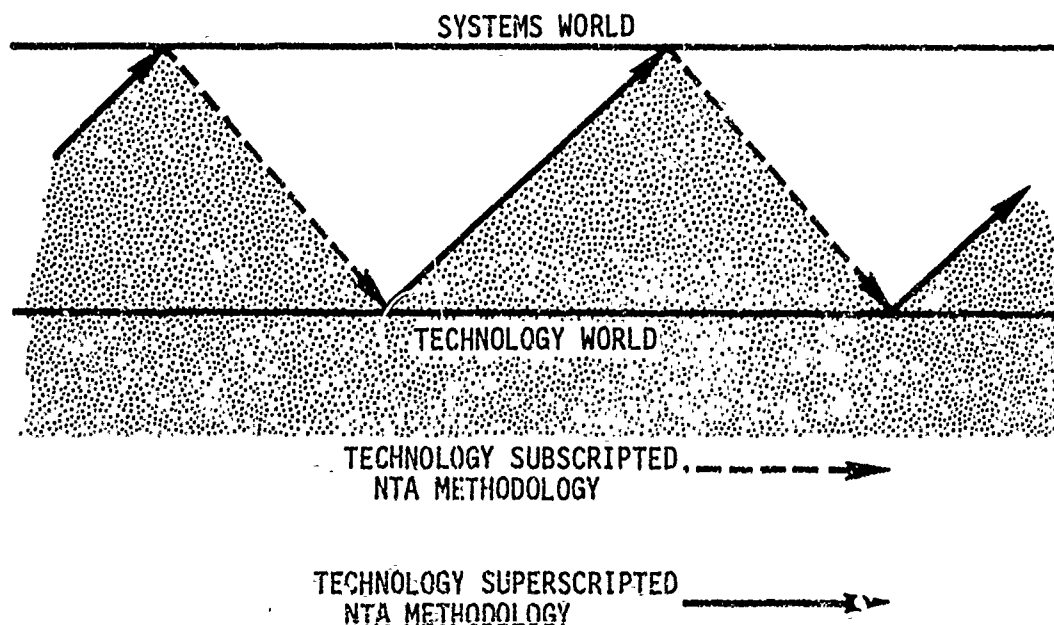 SYSTEMS WORLD
TECHNOLOGY WORLD
TECHNOLOGY SUBSCRIPTED
NTA METHODOLOGY
TECHNOLOGY SUPERSCRIPTED
NTA METHODOLOGY